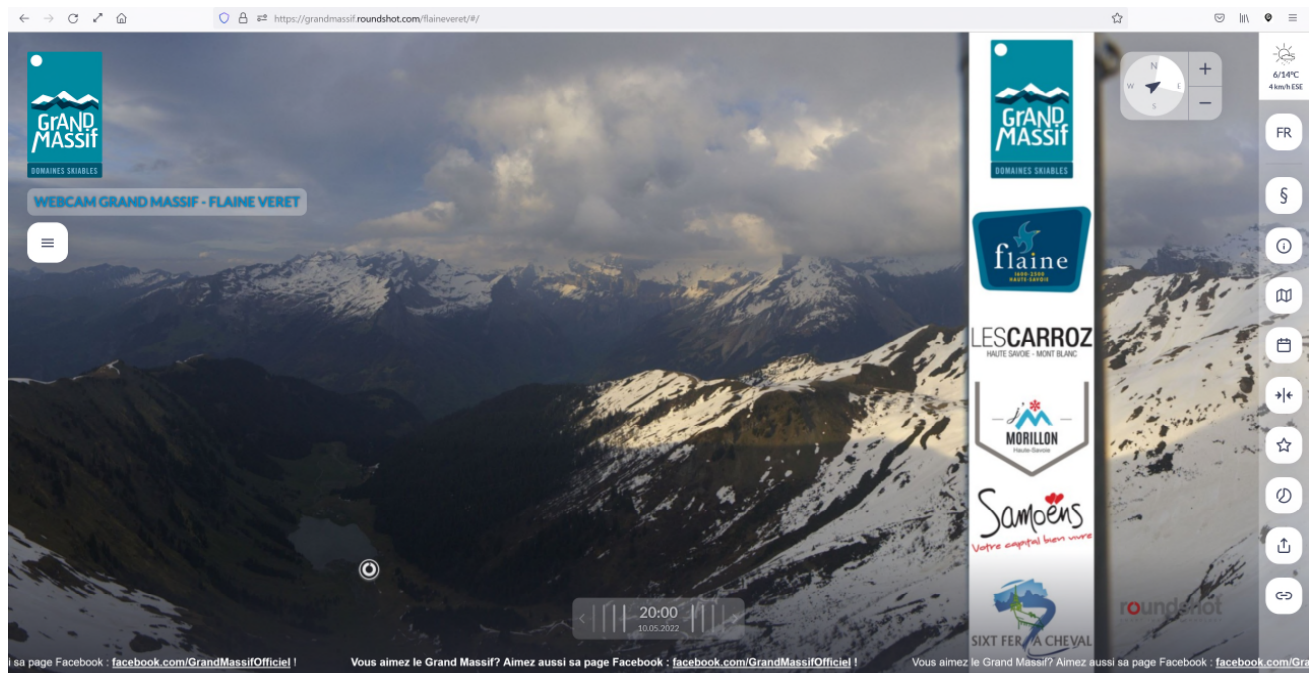 https://grandmassif.roundshot.com/flaineveret/#/
GRAND
MASSIF
DOMAINES SKIABLES
WEBCAM GRAND MASSIF - FLAINE VERET
GRAND
MASSIF
DOMAINES SKIABLES
flaine
1600-2500
HAUTE-SAVOIE
LESCARROZ
HAUTE SAVOIE - MONT BLANC
j'M
MORILLON
Haute-Savoie
Samoëns
Votre capital bien vivre
SIXT FER A CHEVAL
N
W E
S
+
−
6/14°C
4 km/h ESE
FR
§
roundshot
20:00
10.05.2022
i sa page Facebook : facebook.com/GrandMassifOfficiel ! Vous aimez le Grand Massif? Aimez aussi sa page Facebook : facebook.com/GrandMassifOfficiel ! Vous aimez le Grand Massif? Aimez aussi sa page Facebook : facebook.com/Gra